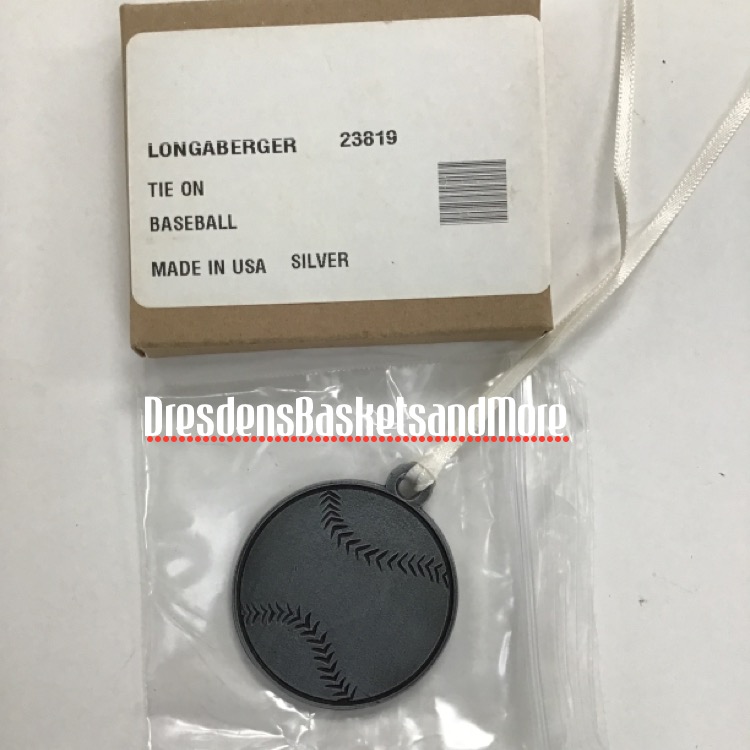 LONGABERGER 23819
TIE ON
BASEBALL
MADE IN USA SILVER
DresdensBasketsandMore